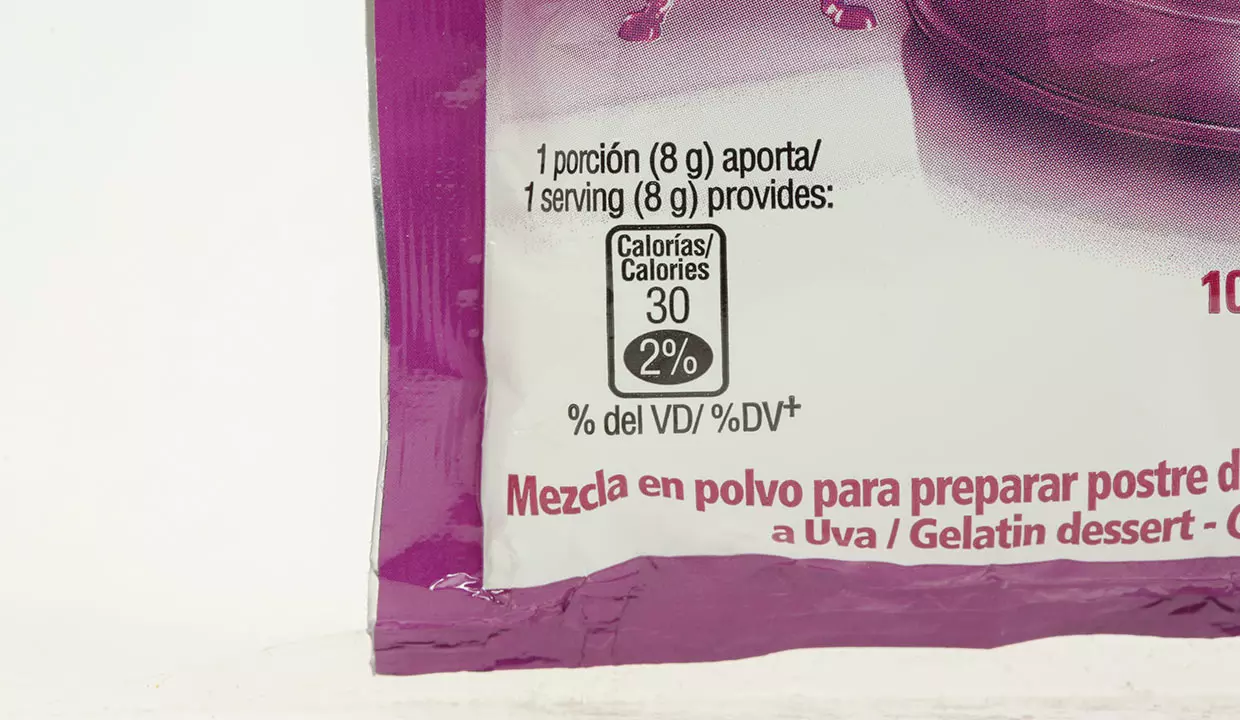 1 porción (8 g) aporta/
1 serving (8 g) provides:
Calorías/
Calories
30
2%
% del VD/ %DV+
10
Mezcla en polvo para preparar postre d
a Uva / Gelatin dessert -